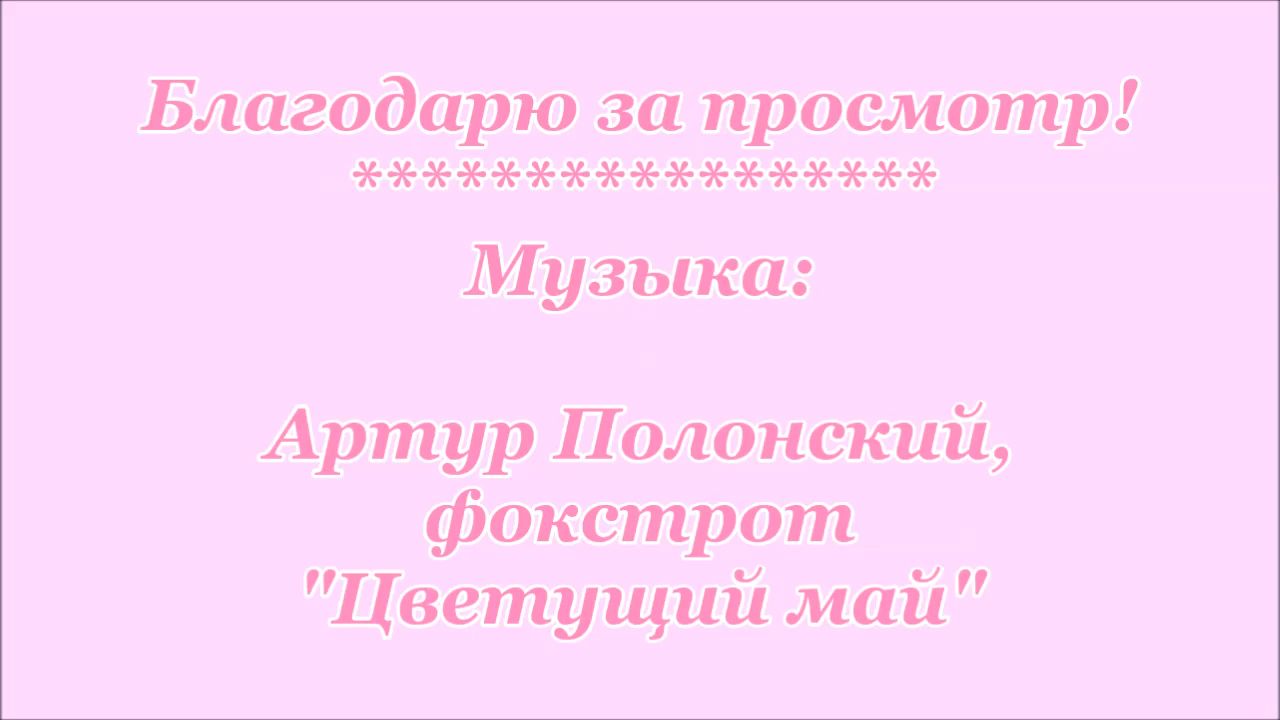 Благодарю за просмотр!
*****************
Музыка:
Артур Полонский,
фокстрот
"Цветущий май"